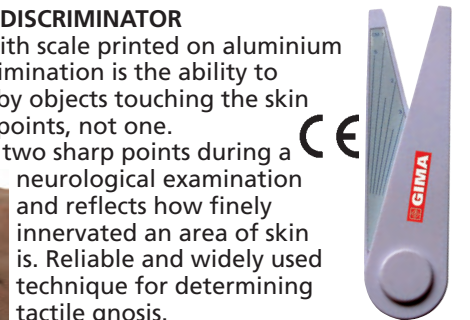 DISCRIMINATOR
ith scale printed on aluminium
imination is the ability to
by objects touching the skin
points, not one.
two sharp points during a
neurological examination
and reflects how finely
innervated an area of skin
is. Reliable and widely used
technique for determining
tactile gnosis.
CE
GIMA